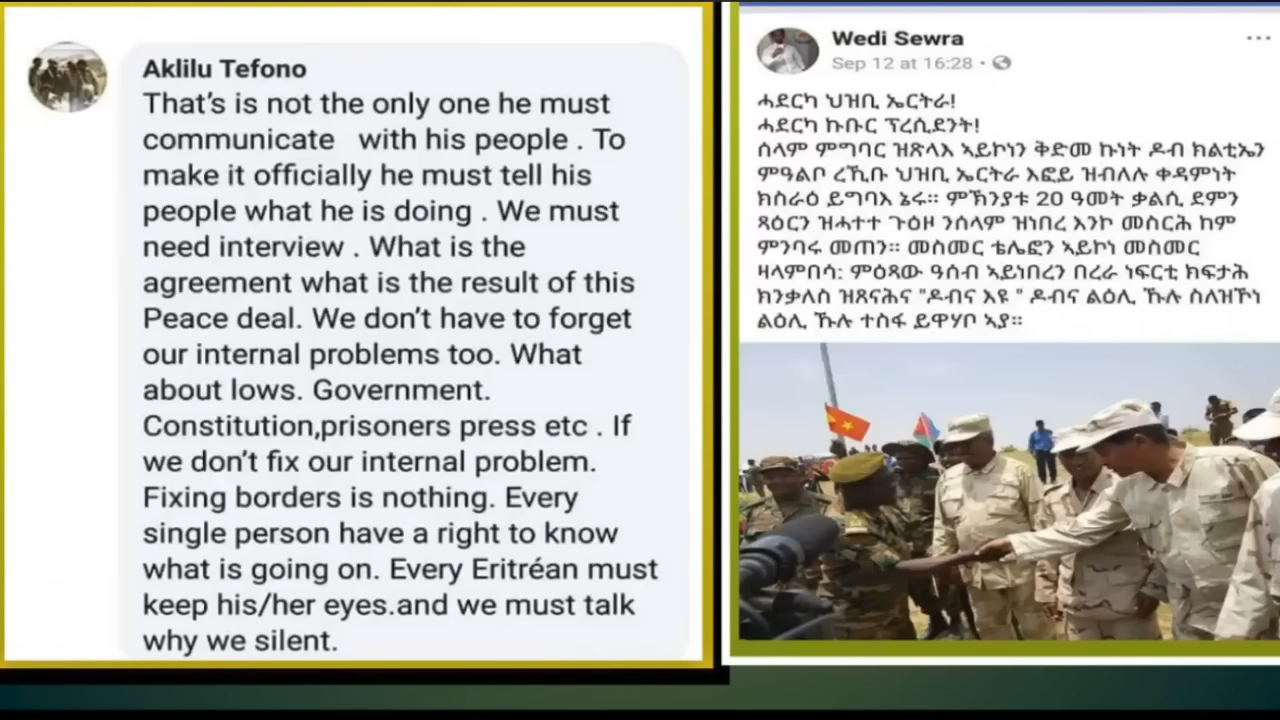 Aklilu Tefono
That's is not the only one he must
communicate with his people . To
make it officially he must tell his
people what he is doing . We must
need interview . What is the
agreement what is the result of this
Peace deal. We don't have to forget
our internal problems too. What
about lows. Government.
Constitution,prisoners press etc . If
we don't fix our internal problem.
Fixing borders is nothing. Every
single person have a right to know
what is going on. Every Eritréan must
keep his/her eyes.and we must talk
why we silent.
Wedi Sewra
Sep 12 at 16:28
ሓደርካ ህዝቢ ኤርትራ!
ሓደርካ ኩቡር ፕረሲደንት!
ሰላም ምግባር ዝጽላእ ኣይኮነን ቅድመ ኩነት ዶብ ክልቲኤን
ምዓልቦ ረኺቡ ህዝቢ ኤርትራ እፎይ ዝብለሉ ቀዳምነት
ክስራዕ ይግባእ ኔሩ። ምኽንያቱ 20 ዓመት ቃልሲ ደምን
ጻዕርን ዝሓተተ ጉዕዞ ንሰላም ዝነበረ እንኮ መስርሕ ከም
ምንባሩ መጠን። መስመር ቴሌፎን ኣይኮነ መስመር
ዛላምበሳ: ምዕጻው ዓሰብ ኣይነበረን በረራ ነፍርቲ ክፍታሕ
ክንቃለስ ዝጸናሕና "ዶብና እዩ " ዶብና ልዕሊ ኹሉ ስለዝኾነ
ልዕሊ ኹሉ ተስፋ ይዋሃቦ ኣያ።